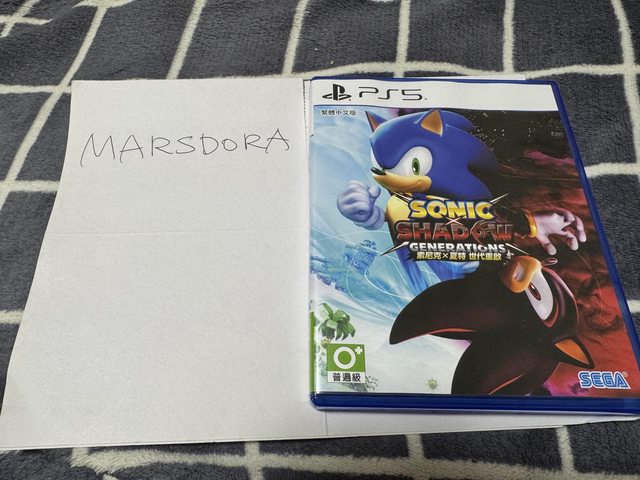 MARSDORA
PS5
繁體中文版
SONIC
X
SHADOW
GENERATIONS
索尼克×夏特 世代重啟
0+
普遍級
SEGA